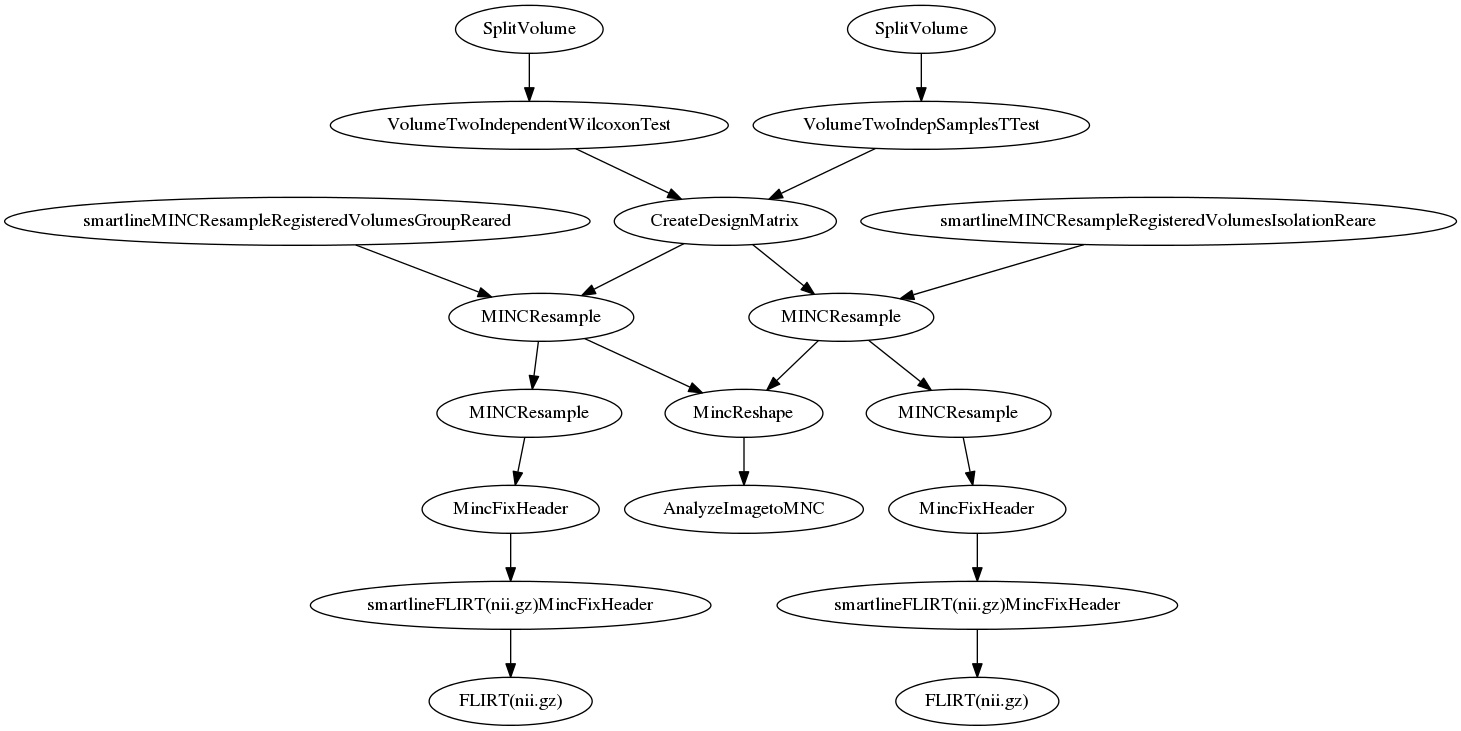 SplitVolume
SplitVolume
VolumeTwoIndependentWilcoxonTest
VolumeTwoIndepSamplesTTest
smartlineMINCResampleRegisteredVolumesGroupReared
CreateDesignMatrix
smartlineMINCResampleRegisteredVolumesIsolationReare
MINCResample
MINCResample
MINCResample
MincReshape
MINCResample
MincFixHeader
AnalyzeImagetoMNC
MincFixHeader
smartlineFLIRT(nii.gz)MincFixHeader
smartlineFLIRT(nii.gz)MincFixHeader
FLIRT(nii.gz)
FLIRT(nii.gz)